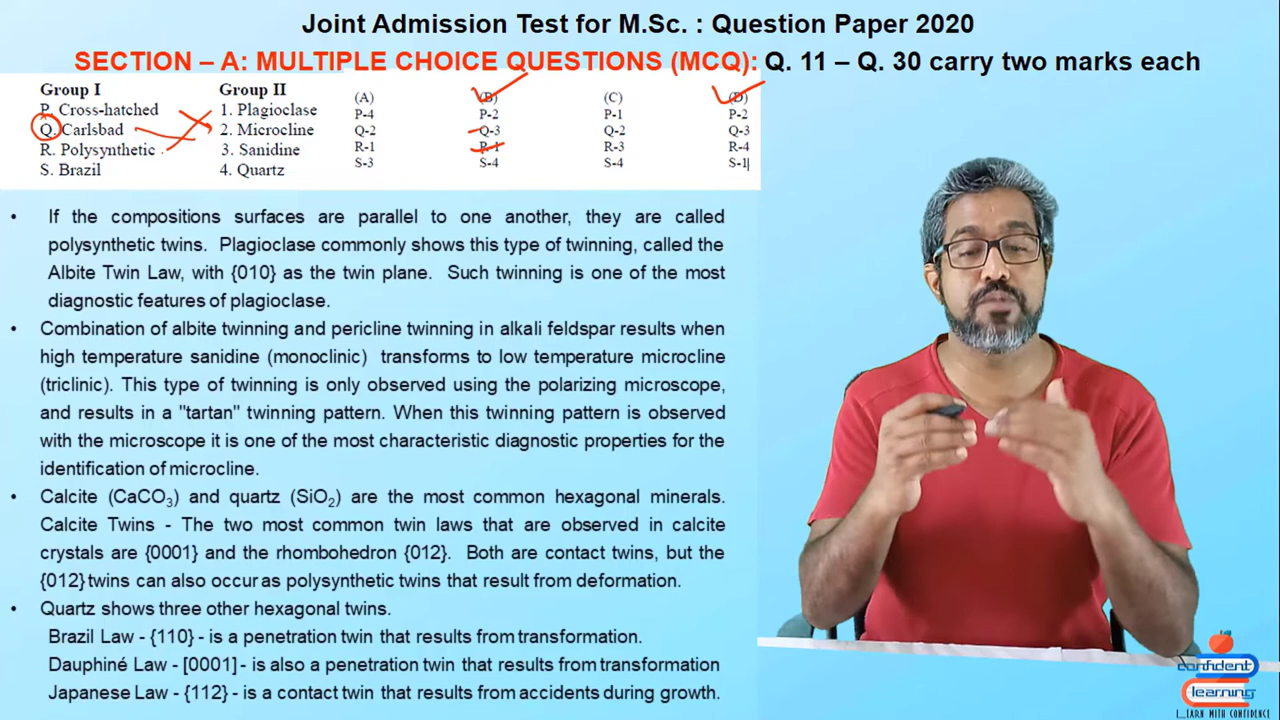 Joint Admission Test for M.Sc. : Question Paper 2020
SECTION – A: MULTIPLE CHOICE QUESTIONS (MCQ): Q. 11 – Q. 30 carry two marks each
Group I Group II (A) (B) (C) (D)
P. Cross-hatched 1. Plagioclase P-4 P-2 P-1 P-2
Q. Carlsbad 2. Microcline Q-2 Q-3 Q-2 Q-3
R. Polysynthetic 3. Sanidine R-1 R-1 R-3 R-4
S. Brazil 4. Quartz S-3 S-4 S-4 S-1
• If the compositions surfaces are parallel to one another, they are called
polysynthetic twins. Plagioclase commonly shows this type of twinning, called the
Albite Twin Law, with {010} as the twin plane. Such twinning is one of the most
diagnostic features of plagioclase.
• Combination of albite twinning and pericline twinning in alkali feldspar results when
high temperature sanidine (monoclinic) transforms to low temperature microcline
(triclinic). This type of twinning is only observed using the polarizing microscope,
and results in a "tartan" twinning pattern. When this twinning pattern is observed
with the microscope it is one of the most characteristic diagnostic properties for the
identification of microcline.
• Calcite (CaCO3) and quartz (SiO2) are the most common hexagonal minerals.
Calcite Twins - The two most common twin laws that are observed in calcite
crystals are {0001} and the rhombohedron {012}. Both are contact twins, but the
{012}twins can also occur as polysynthetic twins that result from deformation.
• Quartz shows three other hexagonal twins.
Brazil Law - {110} - is a penetration twin that results from transformation.
Dauphiné Law - [0001] - is also a penetration twin that results from transformation
Japanese Law - {112} - is a contact twin that results from accidents during growth.
confident
learning
LEARN WITH CONFIDENCE